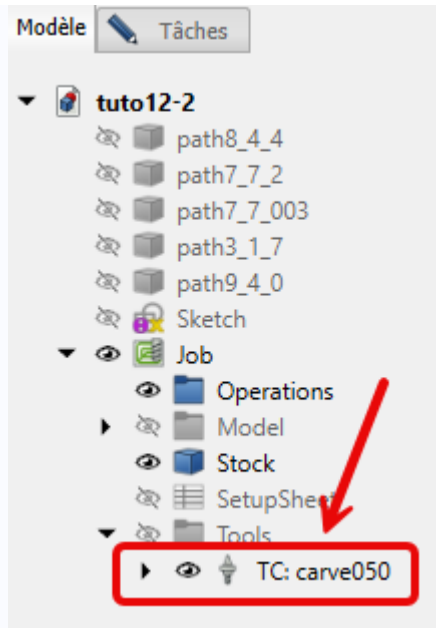 Modèle Tâches
tuto12-2
path8_4_4
path7_7_2
path7_7_003
path3_1_7
path9_4_0
Sketch
Job
Operations
Model
Stock
SetupSheet
Tools
TC: carve050